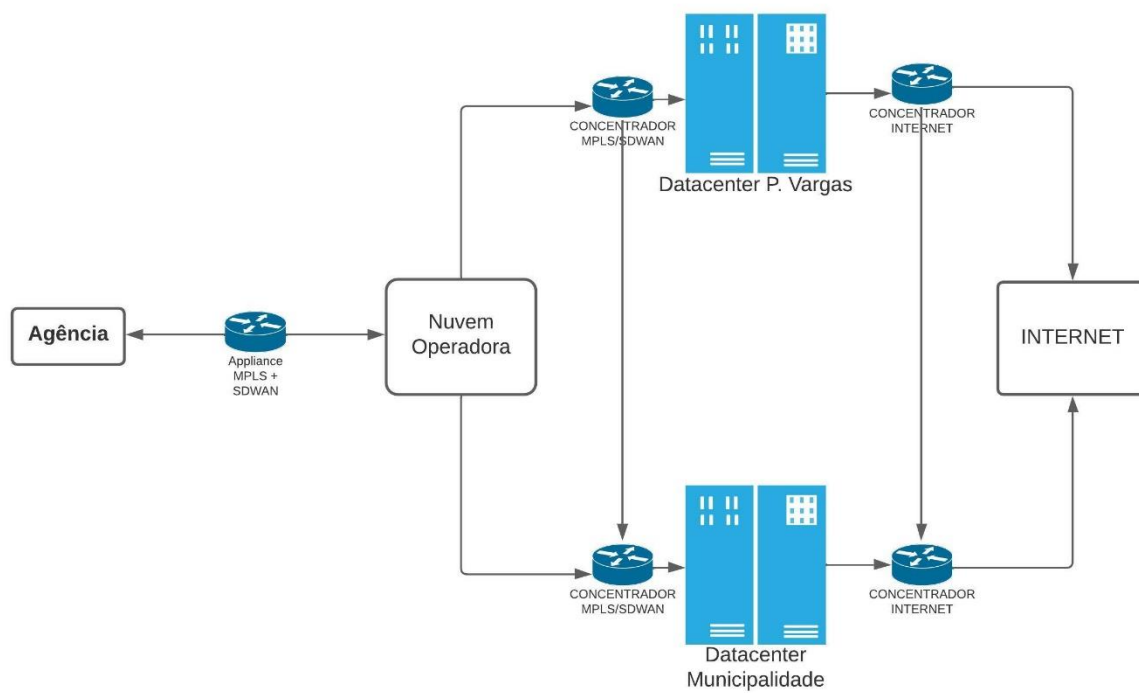 CONCENTRADOR
MPLS/SDWAN
CONCENTRADOR
INTERNET
Datacenter P. Vargas
Agência
Appliance
MPLS +
SDWAN
Nuvem
Operadora
INTERNET
CONCENTRADOR
MPLS/SDWAN
CONCENTRADOR
INTERNET
Datacenter
Municipalidade